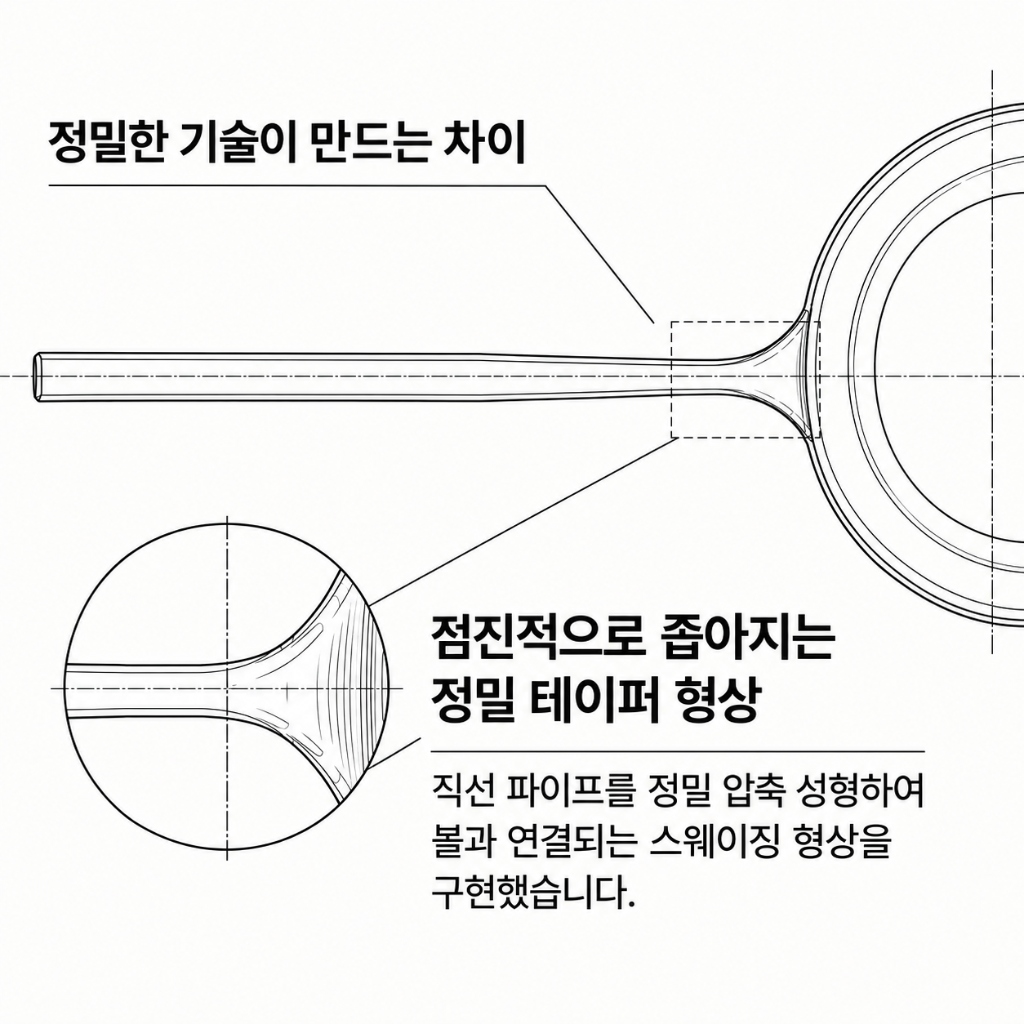 정밀한 기술이 만드는 차이
점진적으로 좁아지는
정밀 테이퍼 형상
직선 파이프를 정밀 압축 성형하여
볼과 연결되는 스웨이징 형상을
구현했습니다.